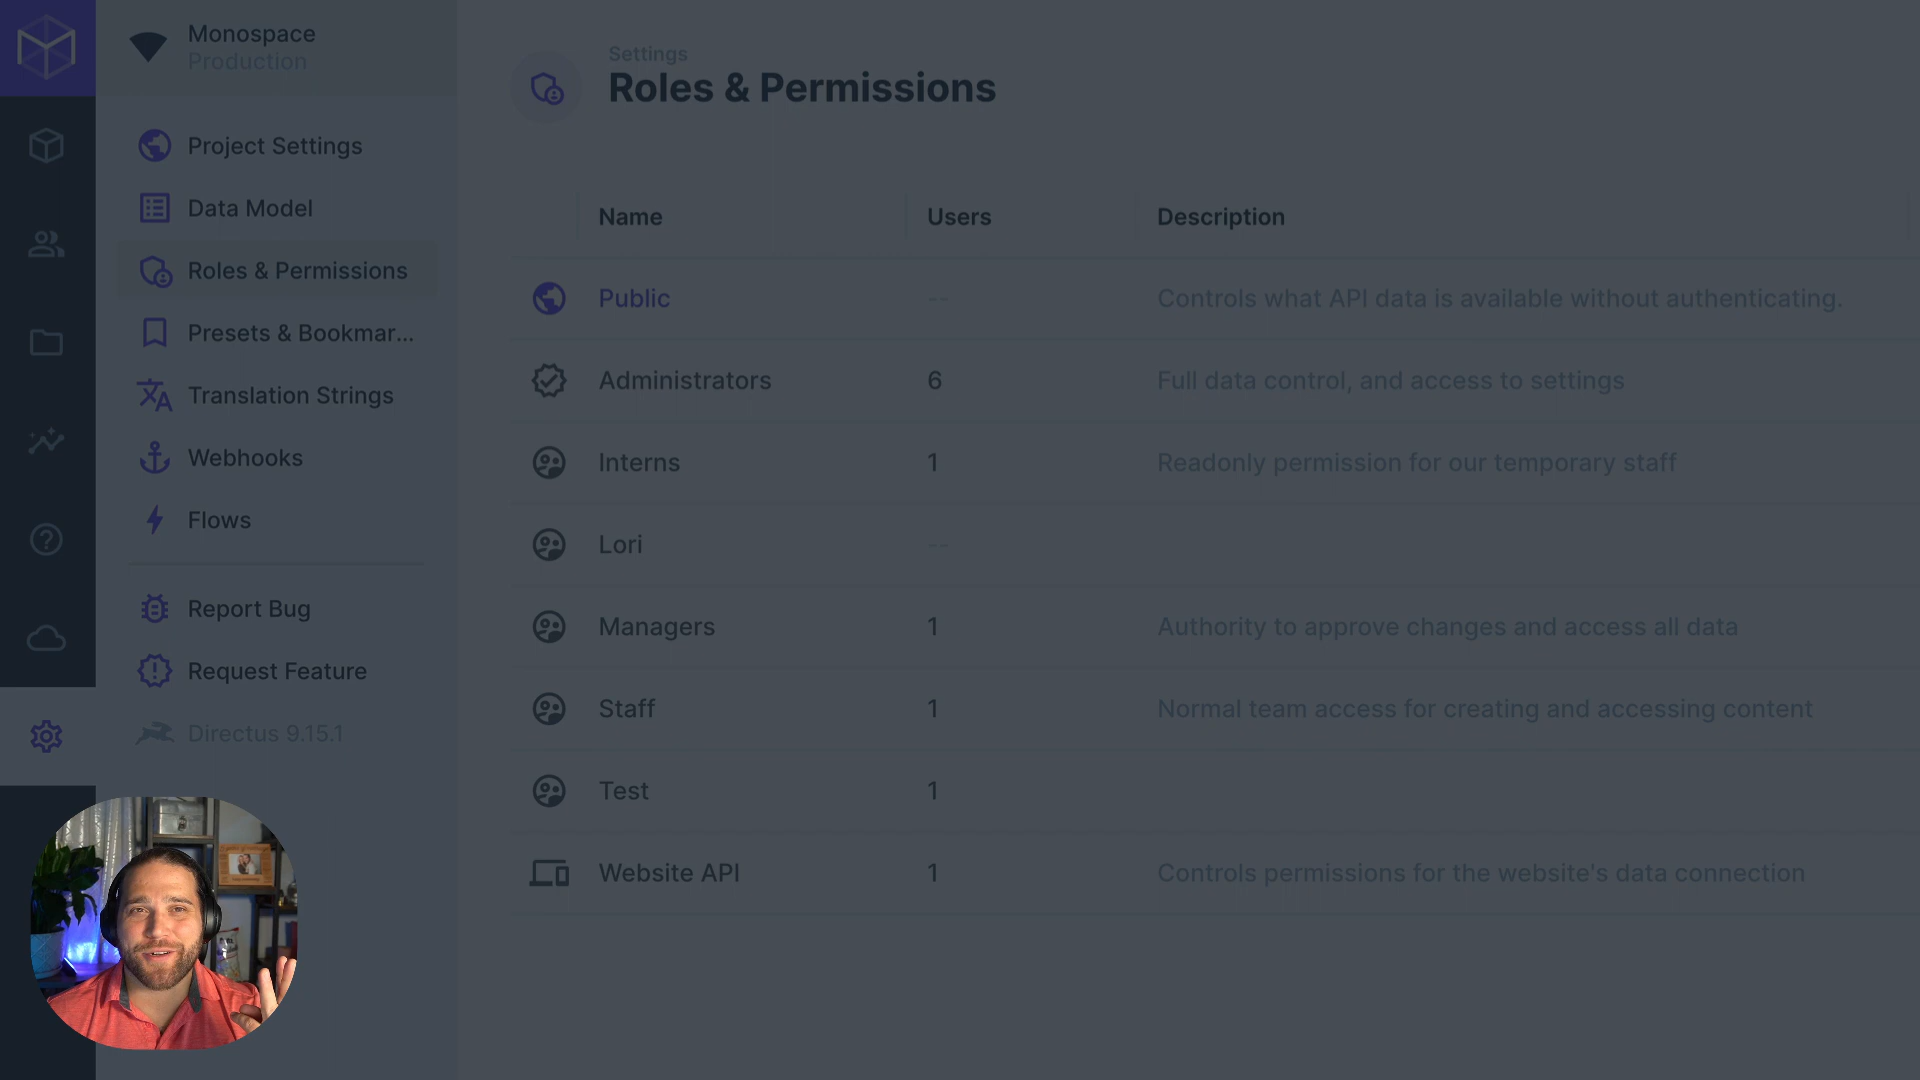 Monospace
Production
Project Settings
Data Model
Roles & Permissions
Presets & Bookmar...
Translation Strings
Webhooks
Flows
Report Bug
Request Feature
Directus 9.15.1
Settings
Roles & Permissions
Name Users Description
Public -- Controls what API data is available without authenticating.
Administrators 6 Full data control, and access to settings
Interns 1 Readonly permission for our temporary staff
Lori --
Managers 1 Authority to approve changes and access all data
Staff 1 Normal team access for creating and accessing content
Test 1
Website API 1 Controls permissions for the website's data connection